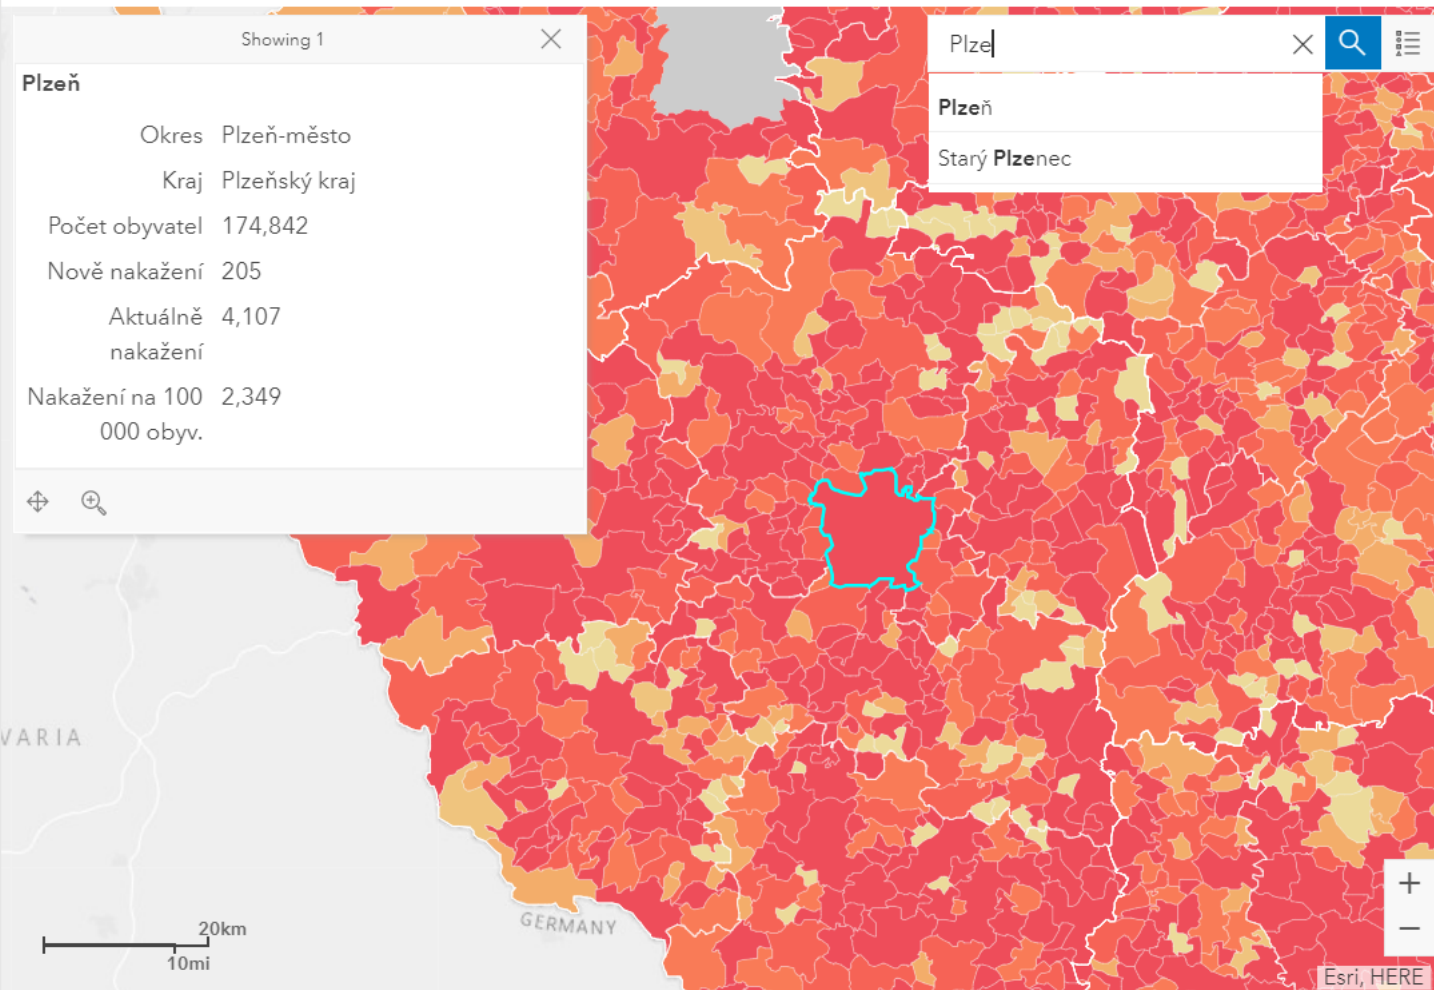 Showing 1
Plzeň
Okres Plzeň-město
Kraj Plzeňský kraj
Počet obyvatel 174,842
Nově nakažení 205
Aktuálně 4,107
nakažení
Nakažení na 100 2,349
000 obyv.
Plze
Plzeň
Starý Plzenec
VARIA
GERMANY
20km
10mi
Esri, HERE